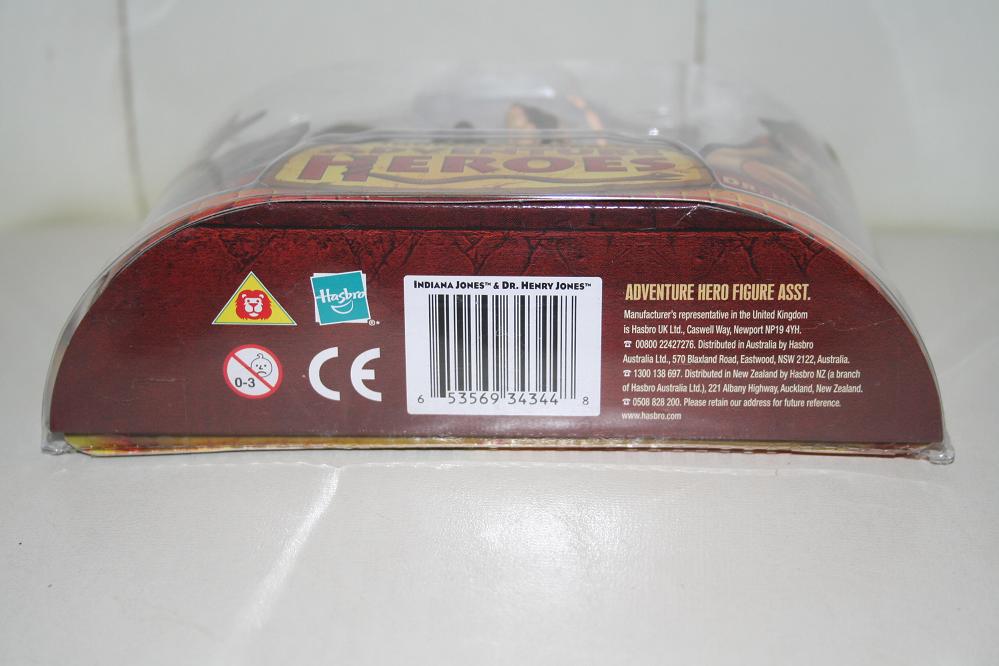 HEROES
DR.
Hasbro
®*
0-3
CE
INDIANA JONES™ & DR. HENRY JONES™
6 53569 34344 8
ADVENTURE HERO FIGURE ASST.
Manufacturer's representative in the United Kingdom
is Hasbro UK Ltd., Caswell Way, Newport NP19 4YH.
☎ 00800 22427276. Distributed in Australia by Hasbro
Australia Ltd., 570 Blaxland Road, Eastwood, NSW 2122, Australia.
☎ 1300 138 697. Distributed in New Zealand by Hasbro NZ (a branch
of Hasbro Australia Ltd.), 221 Albany Highway, Auckland, New Zealand.
☎ 0508 828 200. Please retain our address for future reference.
www.hasbro.com